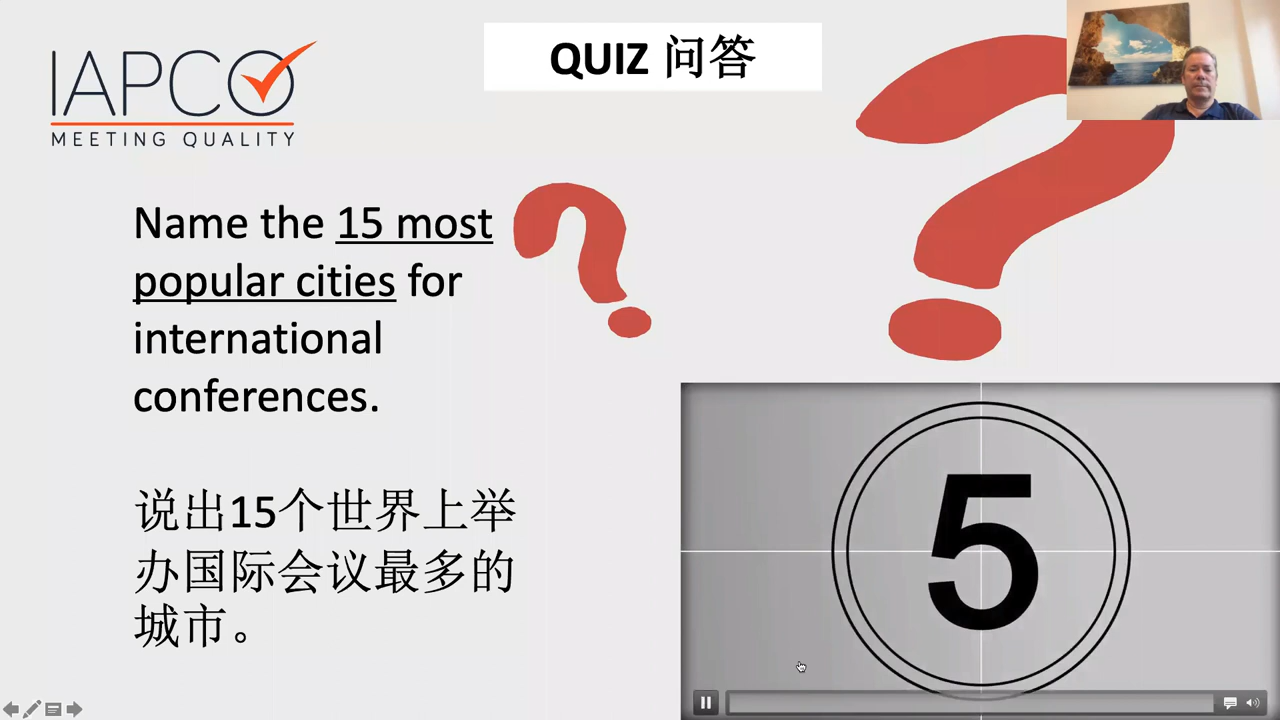 IAPCO
MEETING QUALITY
QUIZ 问答
Name the 15 most
popular cities for
international
conferences.
说出15个世界上举
办国际会议最多的
城市。
5